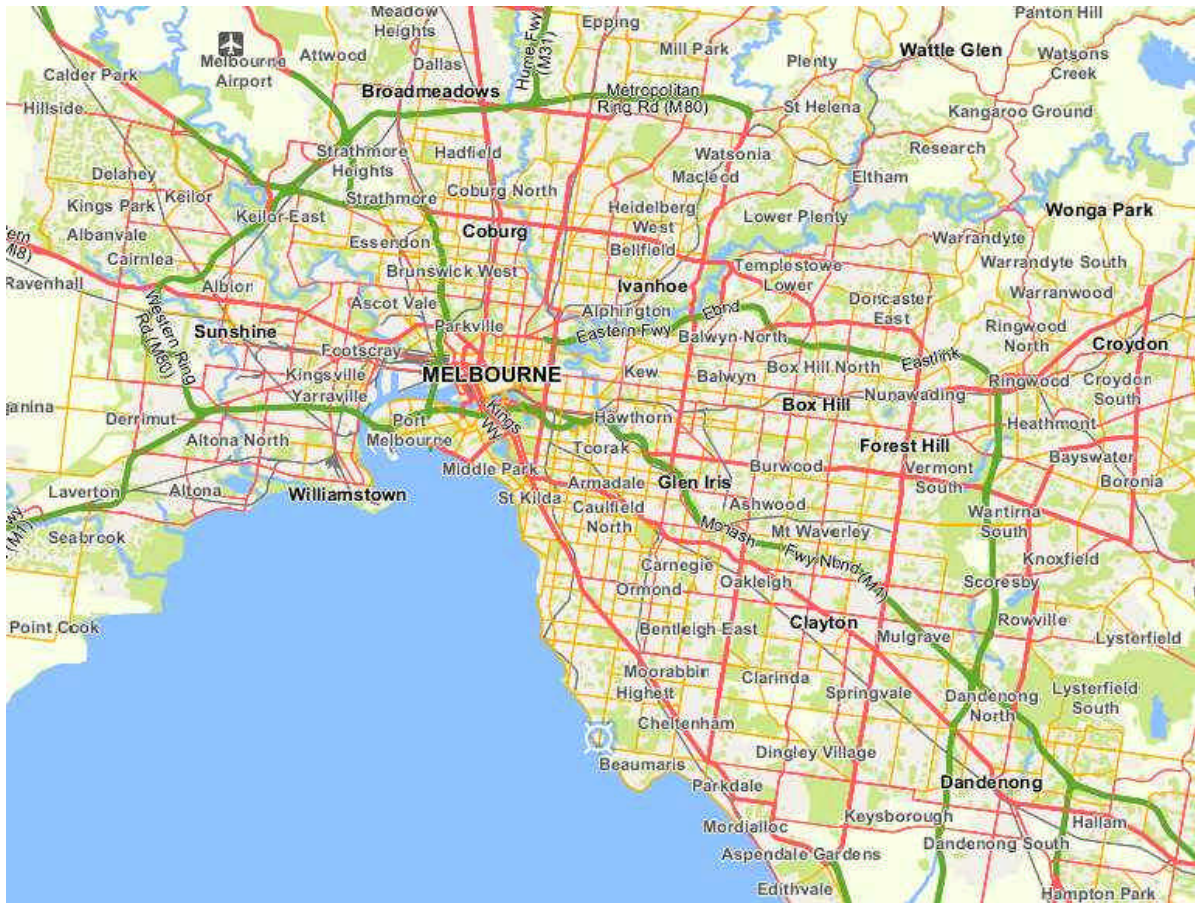 Meadow
Heights
Epping
Panton Hill
Attwood
Mill Park
Wattle Glen
Watsons
Creek
Melbourne
Airport
Dallas
Hume Fwy
(M31)
Plenty
Calder Park
Broadmeadows
Metropolitan
Ring Rd (M80)
St Helena
Kangaroo Ground
Hillside
Strathmore
Heights
Hadfield
Watsonia
Research
Delahey
Macleod
Eltham
Keilor
Strathmore
Coburg North
Kings Park
Keilor East
Heidelberg
West
Lower Plenty
Wonga Park
Albanvale
Essendon
Coburg
Bellfield
Warrandyte
Cairnlea
Brunswick West
Templestowe
Lower
Warrandyte South
Ravenhall
Albion
Ivanhoe
Warranwood
Western Ring
Rd (M80)
Ascot Vale
Alphington
Ebnd
Doncaster
East
Sunshine
Parkville
Eastern Fwy
Balwyn North
Ringwood
North
Footscray
Eastlink
Croydon
Kingsville
MELBOURNE
Kew
Balwyn
Box Hill North
Ringwood
Croydon
South
Yarraville
Box Hill
Nunawading
Derrimut
Port
Melbourne
Kings
Wy
Hawthorn
Heathmont
Altona North
Toorak
Forest Hill
Bayswater
Middle Park
Burwood
Vermont
South
Boronia
Laverton
Altona
Williamstown
St Kilda
Armadale
Glen Iris
Caulfield
North
Ashwood
Wantirna
South
(M1)
Seabrook
Monash
Fwy Nbnd (M1)
Mt Waverley
Knoxfield
Carnegie
Oakleigh
Scoresby
Ormond
Point Cook
Bentleigh East
Clayton
Mulgrave
Rowville
Lysterfield
Moorabbin
Clarinda
Highett
Springvale
Dandenong
North
Lysterfield
South
Cheltenham
Dingley Village
Beaumaris
Parkdale
Dandenong
Keysborough
Hallam
Mordialloc
Dandenong South
Aspendale Gardens
Edithvale
Hampton Park